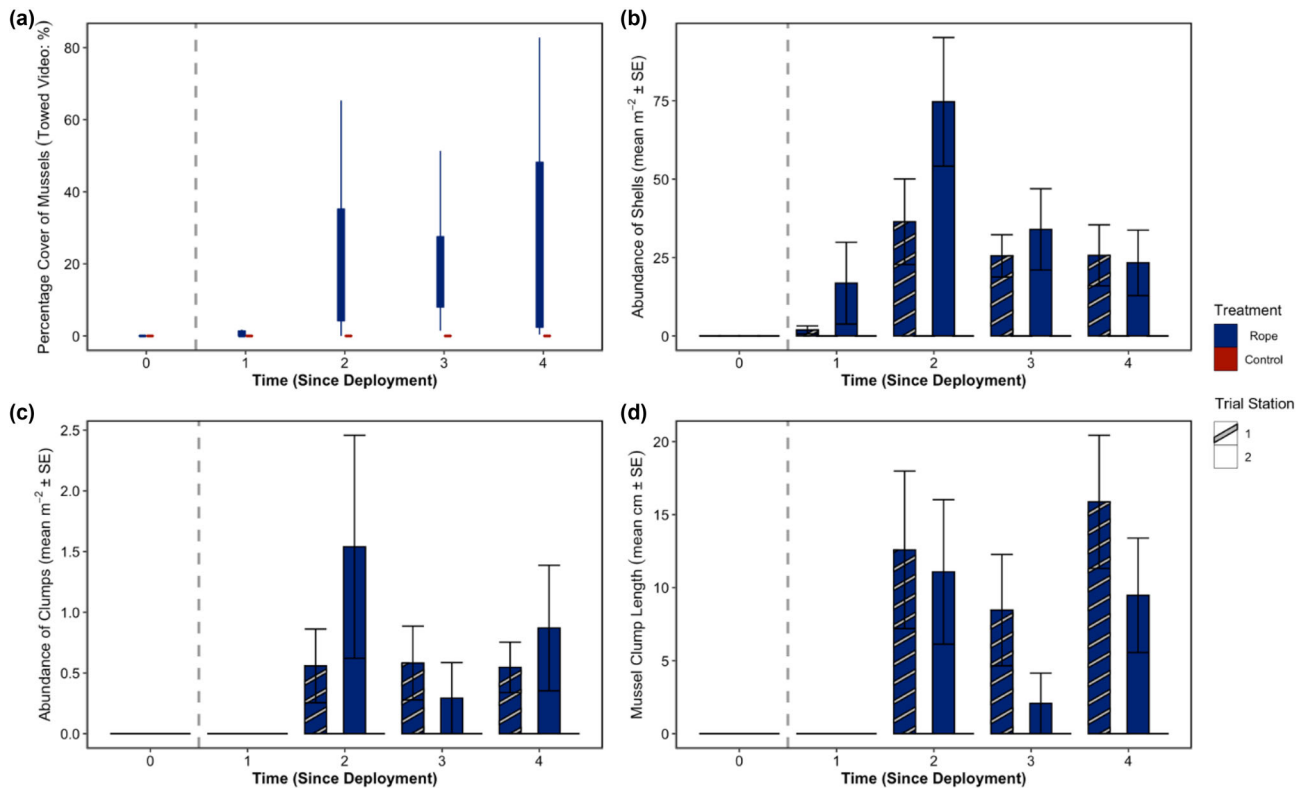 (a)
Percentage Cover of Mussels (Towed Video: %)
80
60
40
20
0
0 1 2 3 4
Time (Since Deployment)
(b)
Abundance of Shells (mean m⁻² ± SE)
75
50
25
0
0 1 2 3 4
Time (Since Deployment)
Treatment
Rope
Control
Trial Station
1
2
(c)
Abundance of Clumps (mean m⁻² ± SE)
2.5
2.0
1.5
1.0
0.5
0.0
0 1 2 3 4
Time (Since Deployment)
(d)
Mussel Clump Length (mean cm ± SE)
20
15
10
5
0
0 1 2 3 4
Time (Since Deployment)